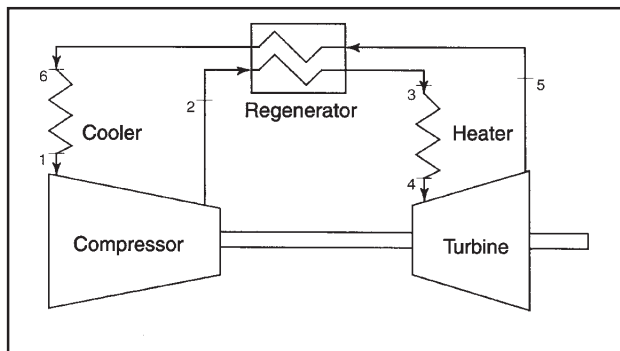 6
2
3
5
Regenerator
Cooler
Heater
1
4
Compressor
Turbine